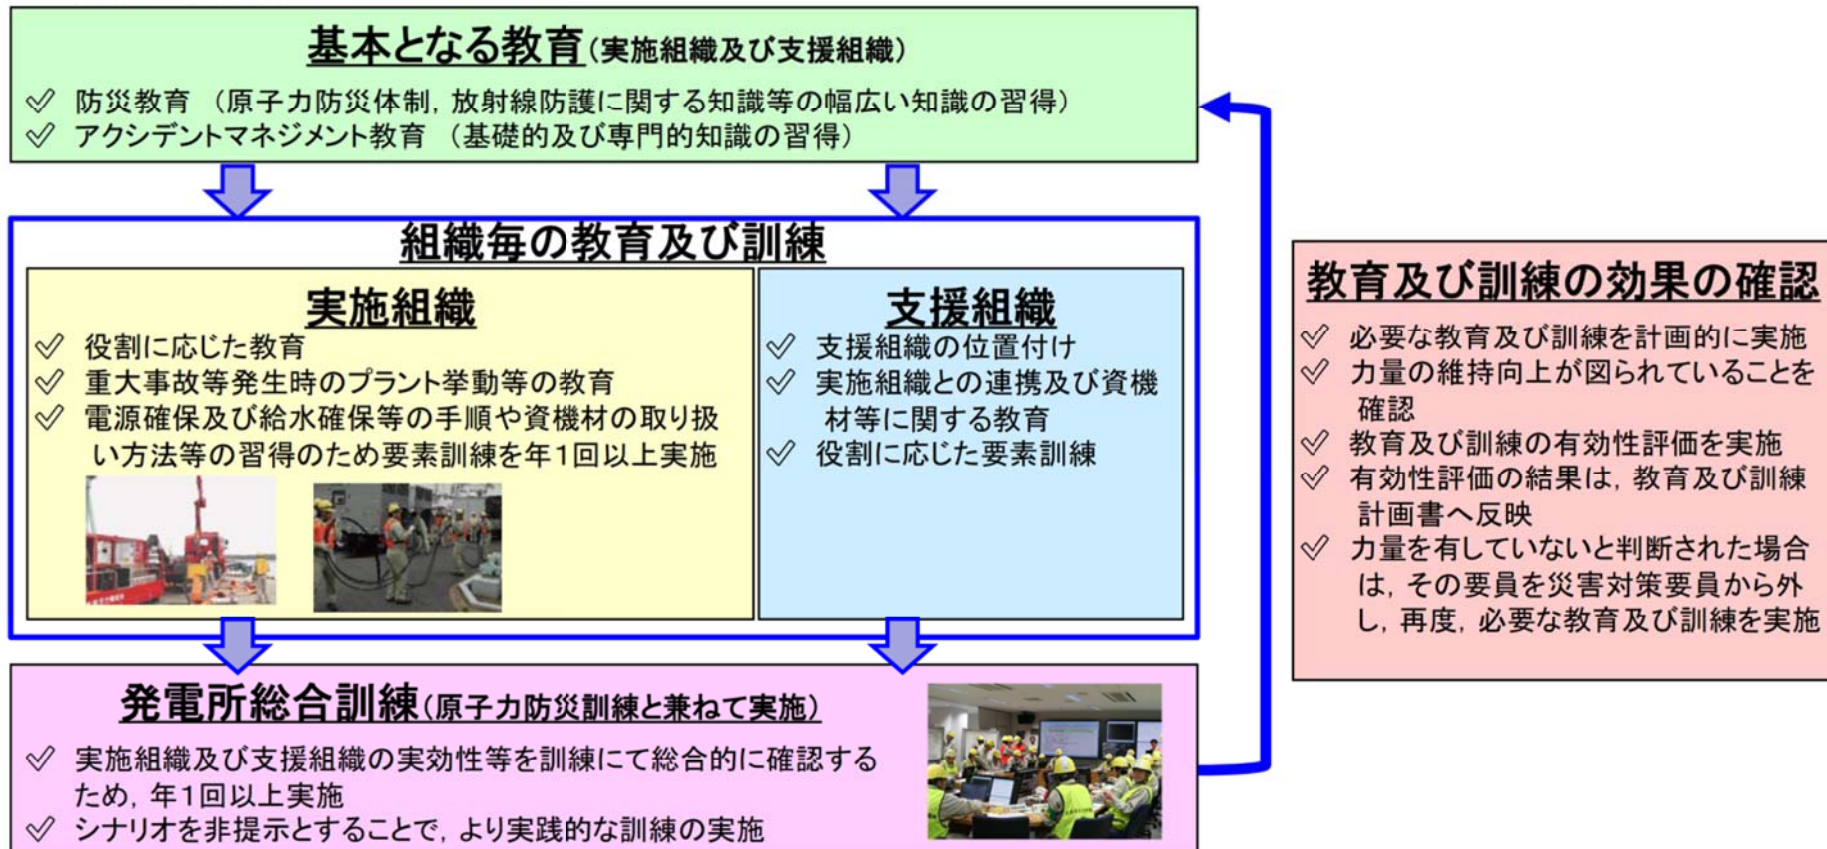 基本となる教育(実施組織及び支援組織)
✓ 防災教育 （原子力防災体制，放射線防護に関する知識等の幅広い知識の習得）
✓ アクシデントマネジメント教育 （基礎的及び専門的知識の習得）
組織毎の教育及び訓練
実施組織
✓ 役割に応じた教育
✓ 重大事故等発生時のプラント挙動等の教育
✓ 電源確保及び給水確保等の手順や資機材の取り扱
い方法等の習得のため要素訓練を年１回以上実施
支援組織
✓ 支援組織の位置付け
✓ 実施組織との連携及び資機
材等に関する教育
✓ 役割に応じた要素訓練
発電所総合訓練(原子力防災訓練と兼ねて実施)
✓ 実施組織及び支援組織の実効性等を訓練にて総合的に確認する
ため，年１回以上実施
✓ シナリオを非提示とすることで，より実践的な訓練の実施
教育及び訓練の効果の確認
✓ 必要な教育及び訓練を計画的に実施
✓ 力量の維持向上が図られていることを
確認
✓ 教育及び訓練の有効性評価を実施
✓ 有効性評価の結果は，教育及び訓練
計画書へ反映
✓ 力量を有していないと判断された場合
は，その要員を災害対策要員から外
し，再度，必要な教育及び訓練を実施